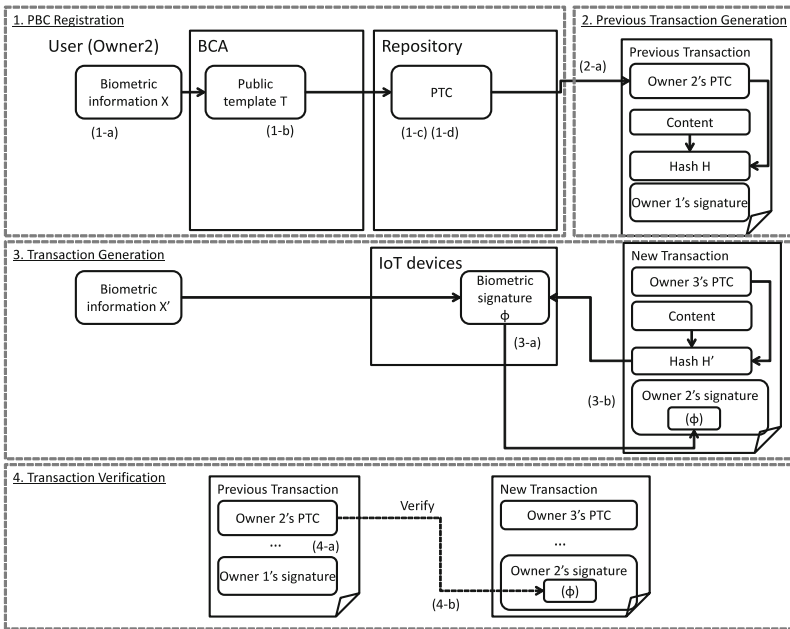 1. PBC Registration
User (Owner2)
BCA
Repository
Biometric
information X
(1-a)
Public
template T
(1-b)
PTC
(1-c) (1-d)
2. Previous Transaction Generation
(2-a)
Previous Transaction
Owner 2's PTC
Content
Hash H
Owner 1's signature
3. Transaction Generation
Biometric
information X'
IoT devices
Biometric
signature
ϕ
(3-a)
New Transaction
Owner 3's PTC
Content
Hash H'
(3-b)
Owner 2's signature
(ϕ)
4. Transaction Verification
Previous Transaction
Owner 2's PTC
...
(4-a)
Owner 1's signature
Verify
(4-b)
New Transaction
Owner 3's PTC
...
Owner 2's signature
(ϕ)